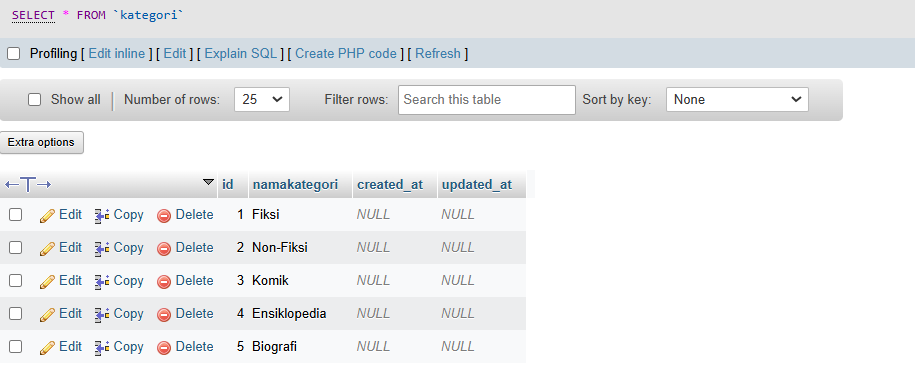 SELECT * FROM `kategori`
Profiling [ Edit inline ] [ Edit ] [ Explain SQL ] [ Create PHP code ] [ Refresh ]
Show all Number of rows: 25 Filter rows: Search this table Sort by key: None
Extra options
←T→ id namakategori created_at updated_at
Edit Copy Delete 1 Fiksi NULL NULL
Edit Copy Delete 2 Non-Fiksi NULL NULL
Edit Copy Delete 3 Komik NULL NULL
Edit Copy Delete 4 Ensiklopedia NULL NULL
Edit Copy Delete 5 Biografi NULL NULL